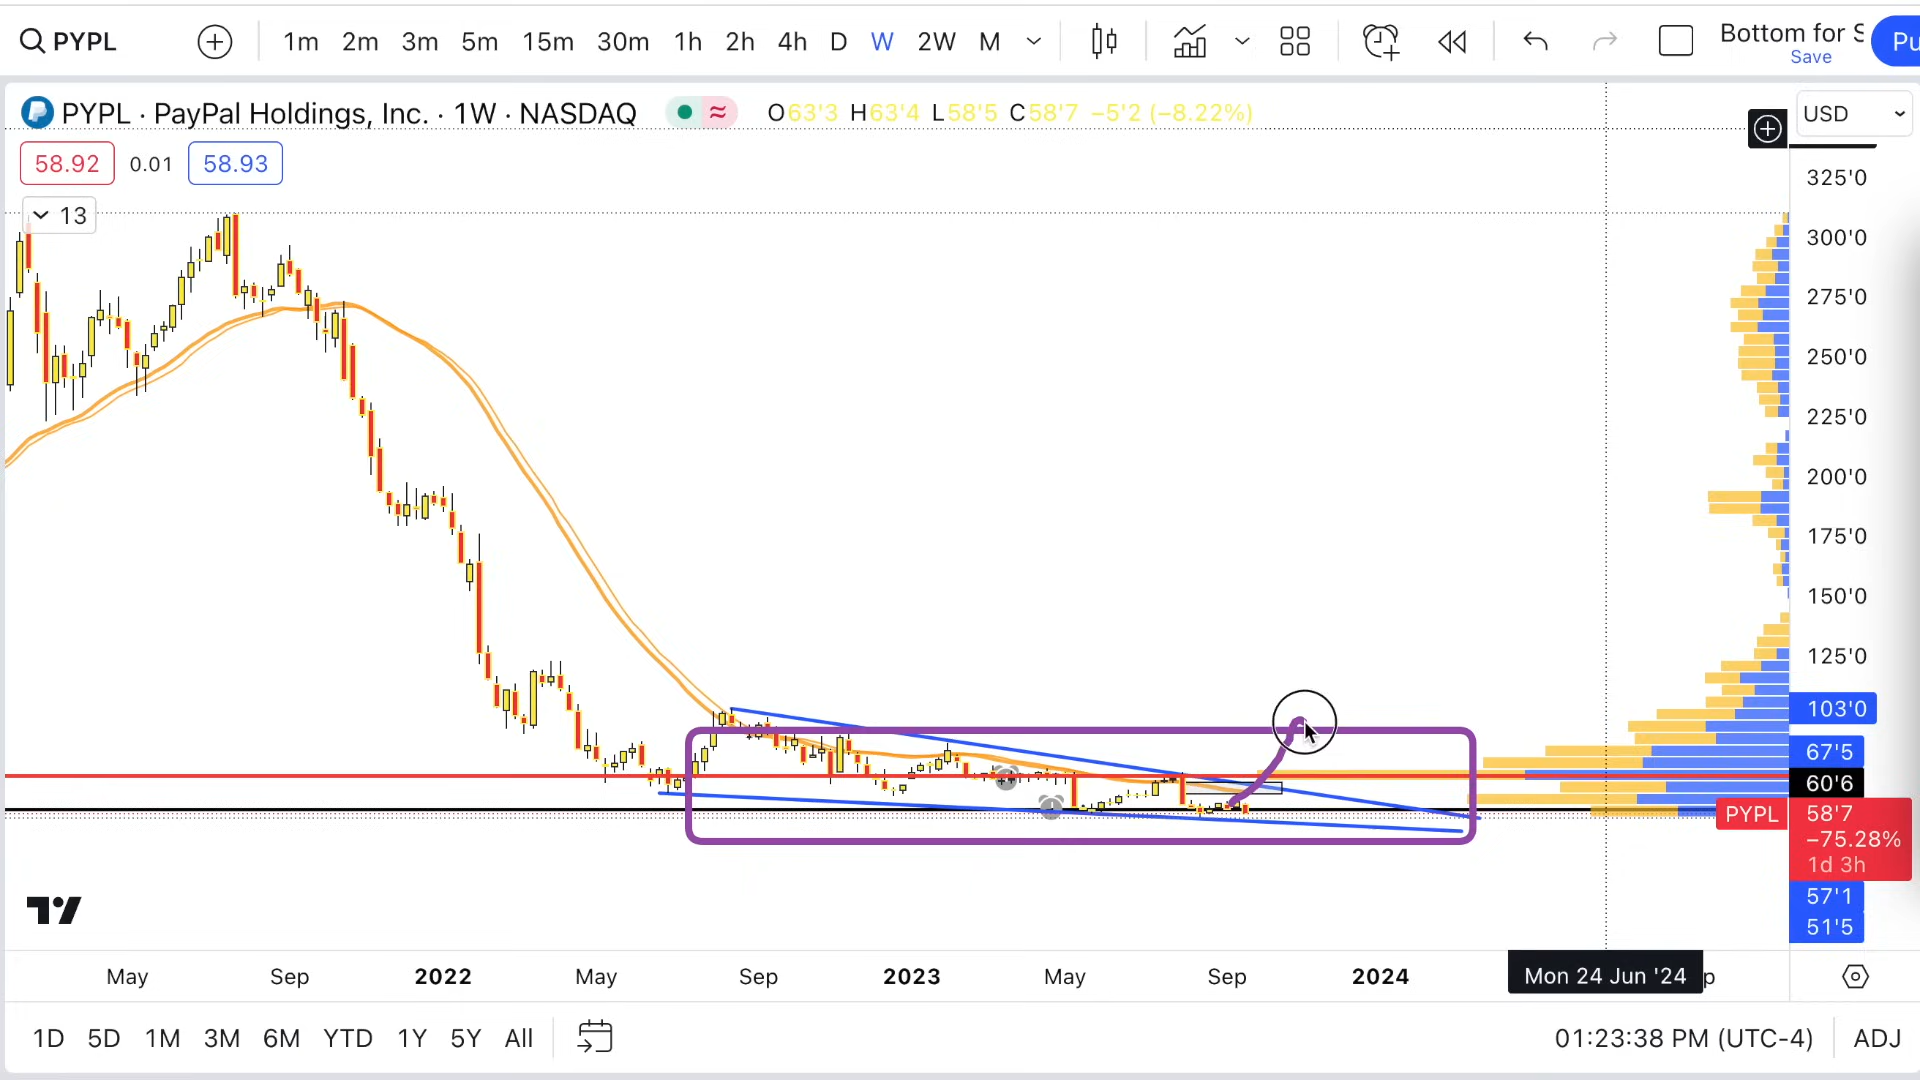 PYPL 1m 2m 3m 5m 15m 30m 1h 2h 4h D W 2W M Bottom for S Pu
Save
PYPL · PayPal Holdings, Inc. · 1W · NASDAQ O63'3 H63'4 L58'5 C58'7 −5'2 (−8.22%) USD
58.92 0.01 58.93
13
325'0
300'0
275'0
250'0
225'0
200'0
175'0
150'0
125'0
103'0
67'5
60'6
PYPL 58'7
−75.28%
1d 3h
57'1
51'5
May Sep 2022 May Sep 2023 May Sep 2024 Mon 24 Jun '24 p
1D 5D 1M 3M 6M YTD 1Y 5Y All 01:23:38 PM (UTC-4) ADJ